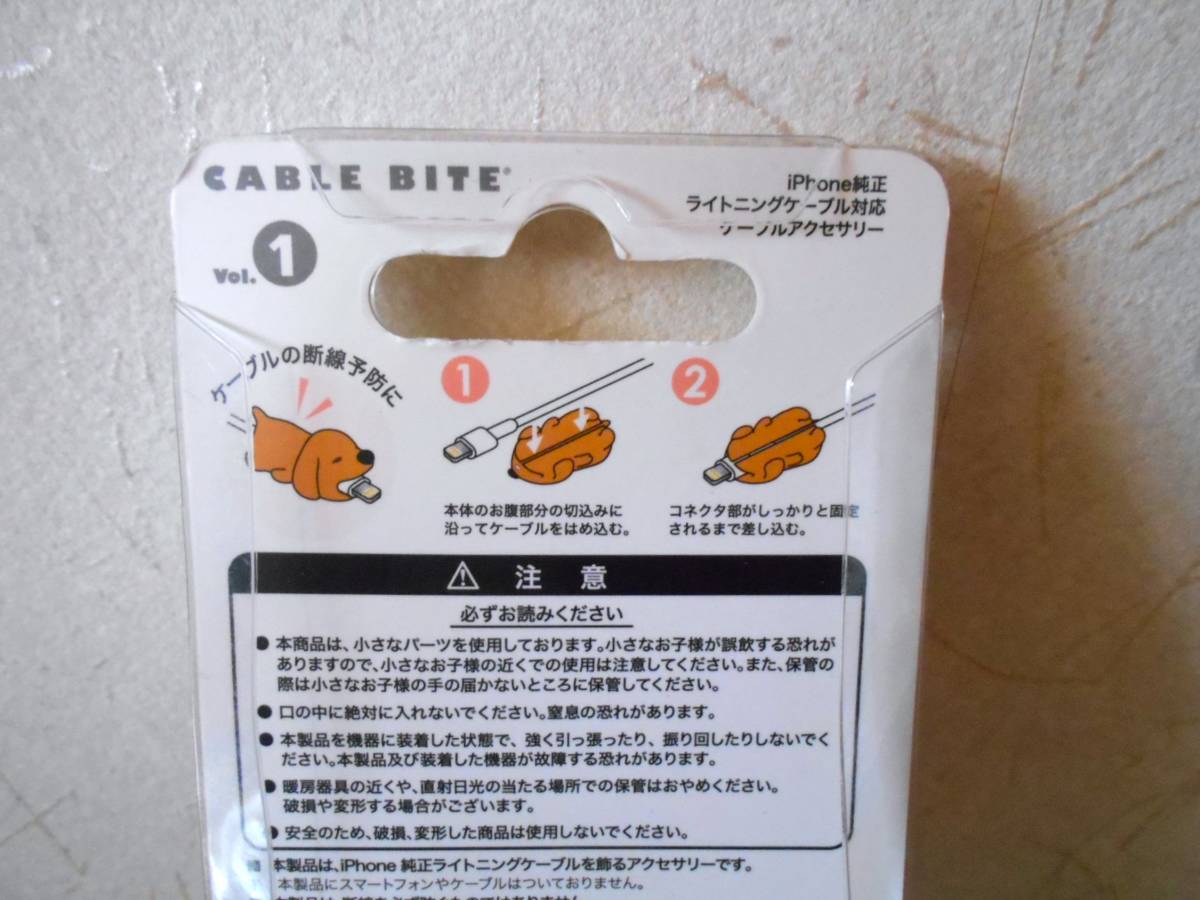 CABLE BITE®
iPhone純正
ライトニングケーブル対応
ケーブルアクセサリー
Vol. 1
ケーブルの断線予防に
1
2
本体のお腹部分の切込みに
沿ってケーブルをはめ込む。
コネクタ部がしっかりと固定
されるまで差し込む。
⚠ 注意
必ずお読みください
● 本商品は、小さなパーツを使用しております。小さなお子様が誤飲する恐れが
ありますので、小さなお子様の近くでの使用は注意してください。また、保管の
際は小さなお子様の手の届かないところに保管してください。
● 口の中に絶対に入れないでください。窒息の恐れがあります。
● 本製品を機器に装着した状態で、強く引っ張ったり、振り回したりしないでく
ださい。本製品及び装着した機器が故障する恐れがあります。
● 暖房器具の近くや、直射日光の当たる場所での保管はおやめください。
破損や変形する場合がございます。
● 安全のため、破損、変形した商品は使用しないでください。
本製品は、iPhone 純正ライトニングケーブルを飾るアクセサリーです。
本製品にスマートフォンやケーブルはついておりません。